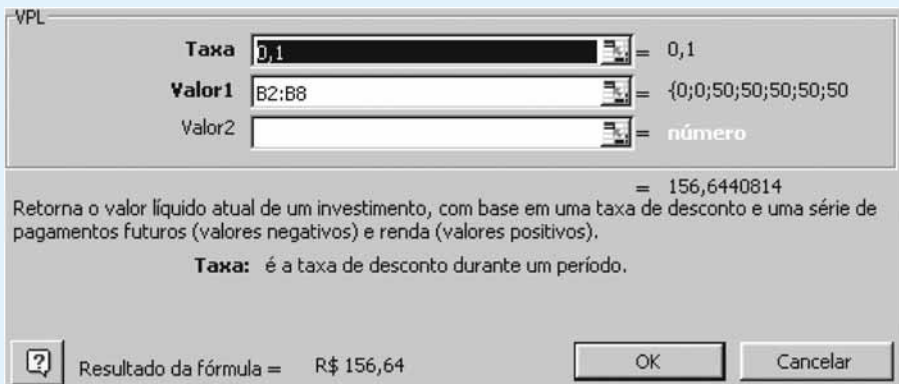 VPL
Taxa 0,1 = 0,1
Valor1 B2:B8 = {0;0;50;50;50;50;50
Valor2 = número
= 156,6440814
Retorna o valor líquido atual de um investimento, com base em uma taxa de desconto e uma série de
pagamentos futuros (valores negativos) e renda (valores positivos).
Taxa: é a taxa de desconto durante um período.
? Resultado da fórmula = R$ 156,64 OK Cancelar